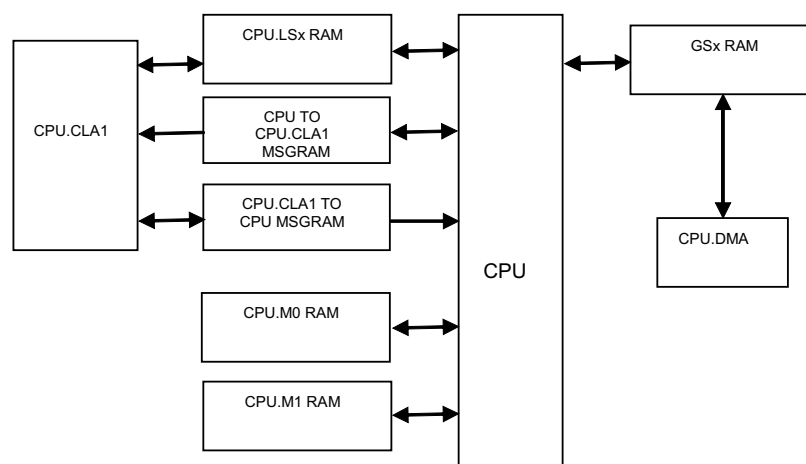 CPU.CLA1
CPU.LSx RAM
CPU TO
CPU.CLA1
MSGRAM
CPU.CLA1 TO
CPU MSGRAM
CPU.M0 RAM
CPU.M1 RAM
CPU
GSx RAM
CPU.DMA